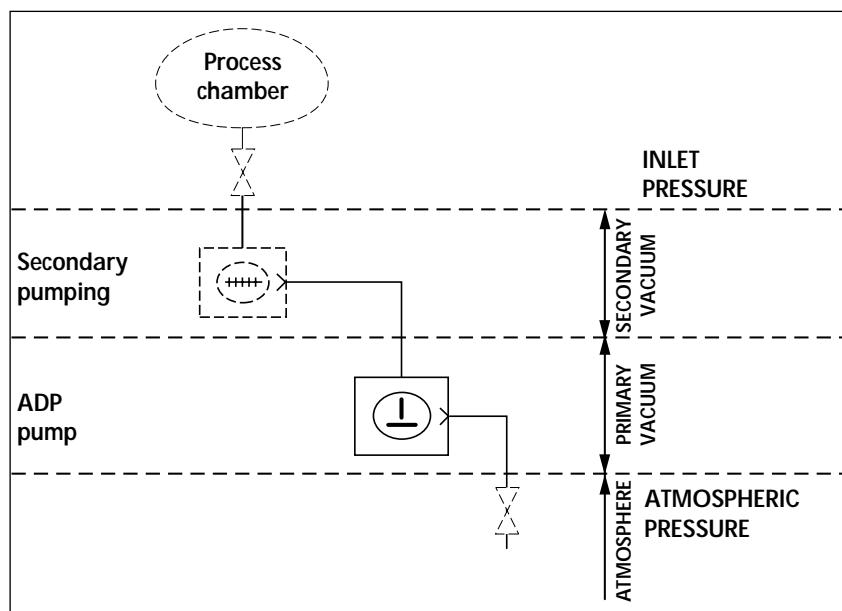 Process
chamber
INLET
PRESSURE
Secondary
pumping
SECONDARY
VACUUM
ADP
pump
PRIMARY
VACUUM
ATMOSPHERE
ATMOSPHERIC
PRESSURE